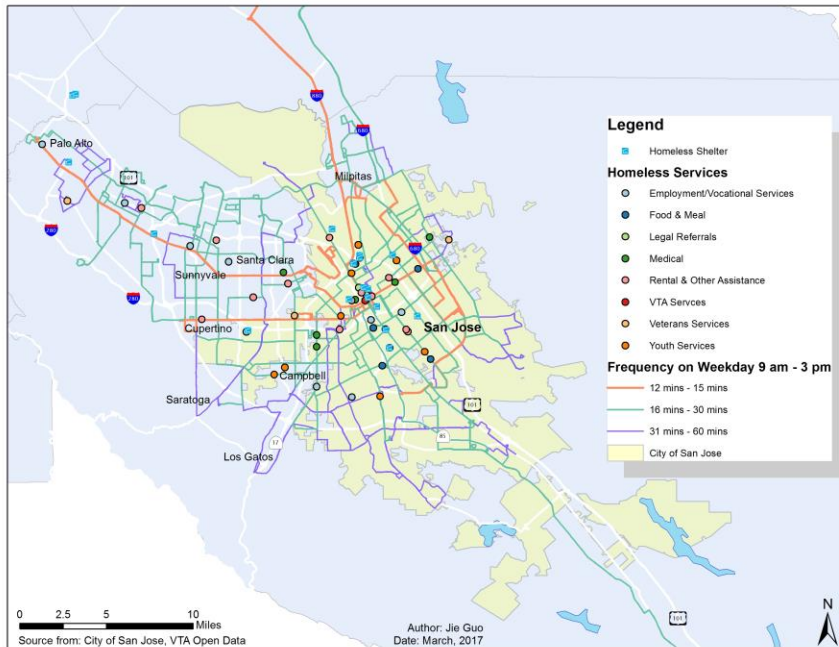 680
880
Palo Alto
101
Milpitas
280
680
Santa Clara
Sunnyvale
280
Cupertino
San Jose
Campbell
Saratoga
101
17
85
Los Gatos
101
Legend
Homeless Shelter
Homeless Services
Employment/Vocational Services
Food & Meal
Legal Referrals
Medical
Rental & Other Assistance
VTA Servces
Veterans Services
Youth Services
Frequency on Weekday 9 am - 3 pm
12 mins - 15 mins
16 mins - 30 mins
31 mins - 60 mins
City of San Jose
0 2.5 5 10
Miles
Source from: City of San Jose, VTA Open Data
Author: Jie Guo
Date: March, 2017
N